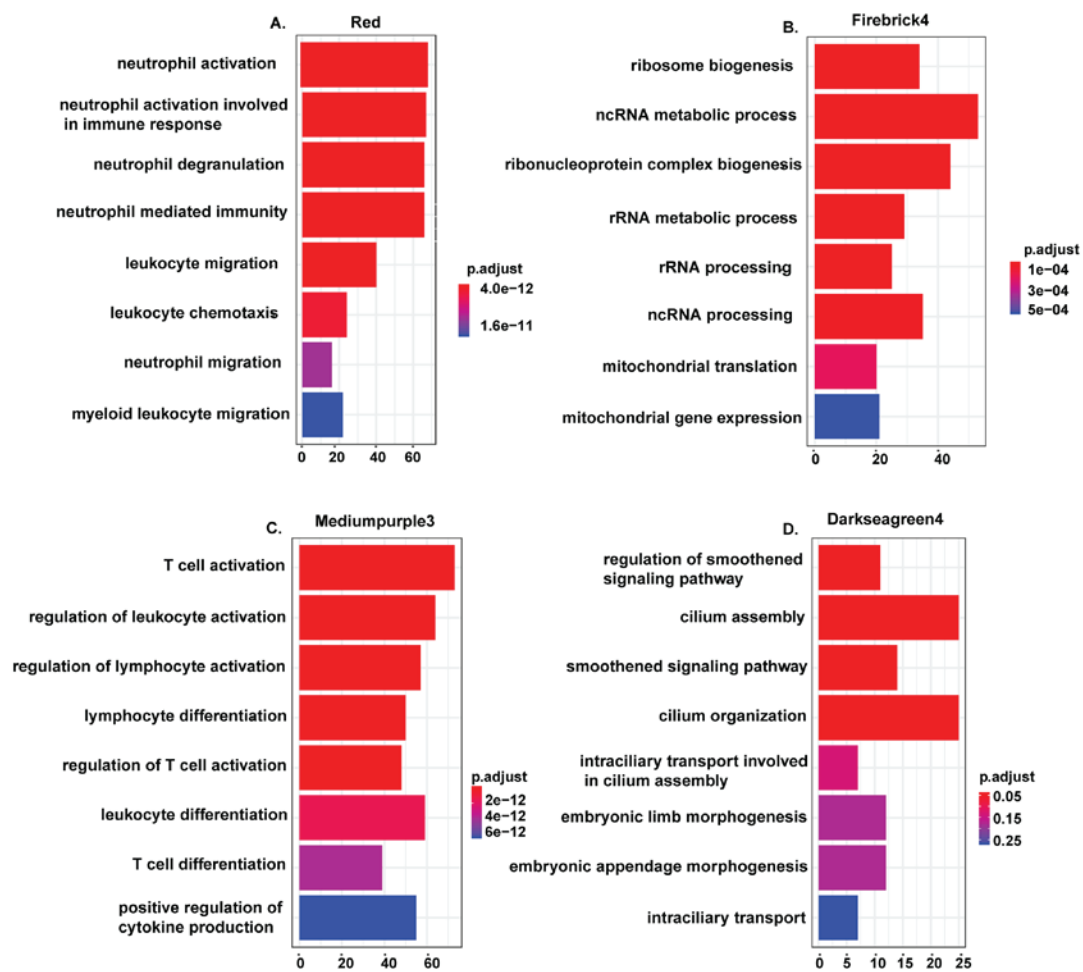 A.
Red
neutrophil activation
neutrophil activation involved
in immune response
neutrophil degranulation
neutrophil mediated immunity
leukocyte migration
leukocyte chemotaxis
neutrophil migration
myeloid leukocyte migration
0 20 40 60
p.adjust
4.0e−12
1.6e−11
B.
Firebrick4
ribosome biogenesis
ncRNA metabolic process
ribonucleoprotein complex biogenesis
rRNA metabolic process
rRNA processing
ncRNA processing
mitochondrial translation
mitochondrial gene expression
0 20 40
p.adjust
1e−04
3e−04
5e−04
C.
Mediumpurple3
T cell activation
regulation of leukocyte activation
regulation of lymphocyte activation
lymphocyte differentiation
regulation of T cell activation
leukocyte differentiation
T cell differentiation
positive regulation of
cytokine production
0 20 40 60
p.adjust
2e−12
4e−12
6e−12
D.
Darkseagreen4
regulation of smoothened
signaling pathway
cilium assembly
smoothened signaling pathway
cilium organization
intraciliary transport involved
in cilium assembly
embryonic limb morphogenesis
embryonic appendage morphogenesis
intraciliary transport
0 5 10 15 20 25
p.adjust
0.05
0.15
0.25